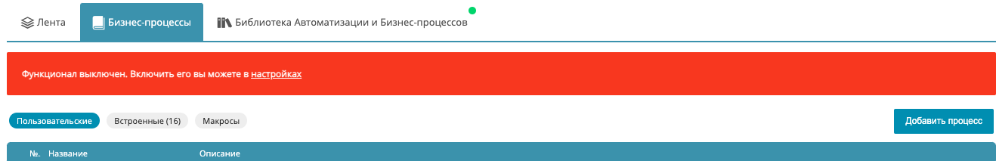 Лента Бизнес-процессы Библиотека Автоматизации и Бизнес-процессов
Функционал выключен. Включить его вы можете в настройках
Пользовательские Встроенные (16) Макросы Добавить процесс
№. Название Описание